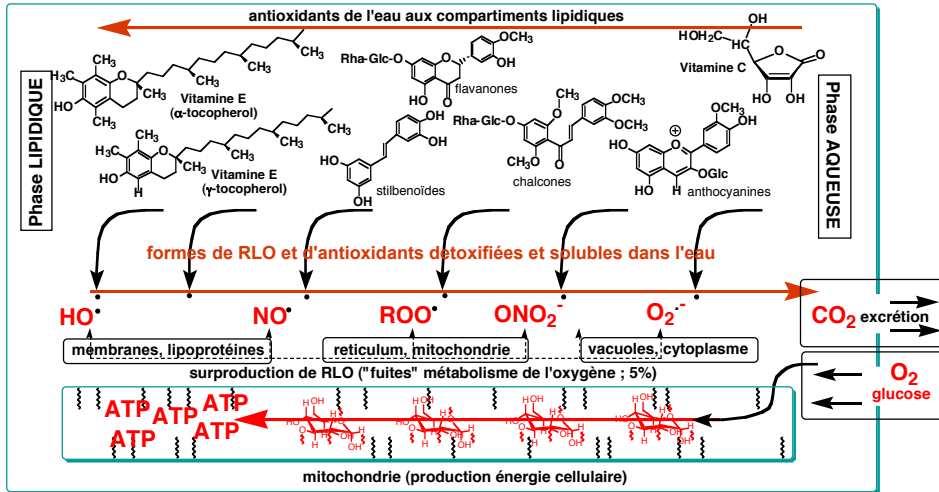 antioxidants de l'eau aux compartiments lipidiques
Phase LIPIDIQUE
Phase AQUEUSE
CH₃
H₃C
HO
CH₃
O
CH₃
CH₃
CH₃
CH₃
CH₃
Vitamine E
(α-tocopherol)
CH₃
H₃C
HO
H
O
CH₃
CH₃
CH₃
CH₃
CH₃
Vitamine E
(γ-tocopherol)
Rha-Glc-O
O
OCH₃
OH
OH
O
flavanones
OH
OH
HO
OH
stilbenoïdes
Rha-Glc-O
OCH₃
OCH₃
O
OCH₃
OCH₃
chalcones
OH
HOH₂C
H
O
O
HO
OH
Vitamine C
OCH₃
OH
HO
O
+
OGlc
OH
H
anthocyanines
formes de RLO et d'antioxidants detoxifiées et solubles dans l'eau
HO•
NO•
ROO•
ONO₂⁻
O₂•⁻
CO₂ excrétion
membranes, lipoprotéines
reticulum, mitochondrie
vacuoles, cytoplasme
surproduction de RLO ("fuites" métabolisme de l'oxygène ; 5%)
O₂
glucose
ATP
ATP
ATP
ATP
ATP
mitochondrie (production énergie cellulaire)